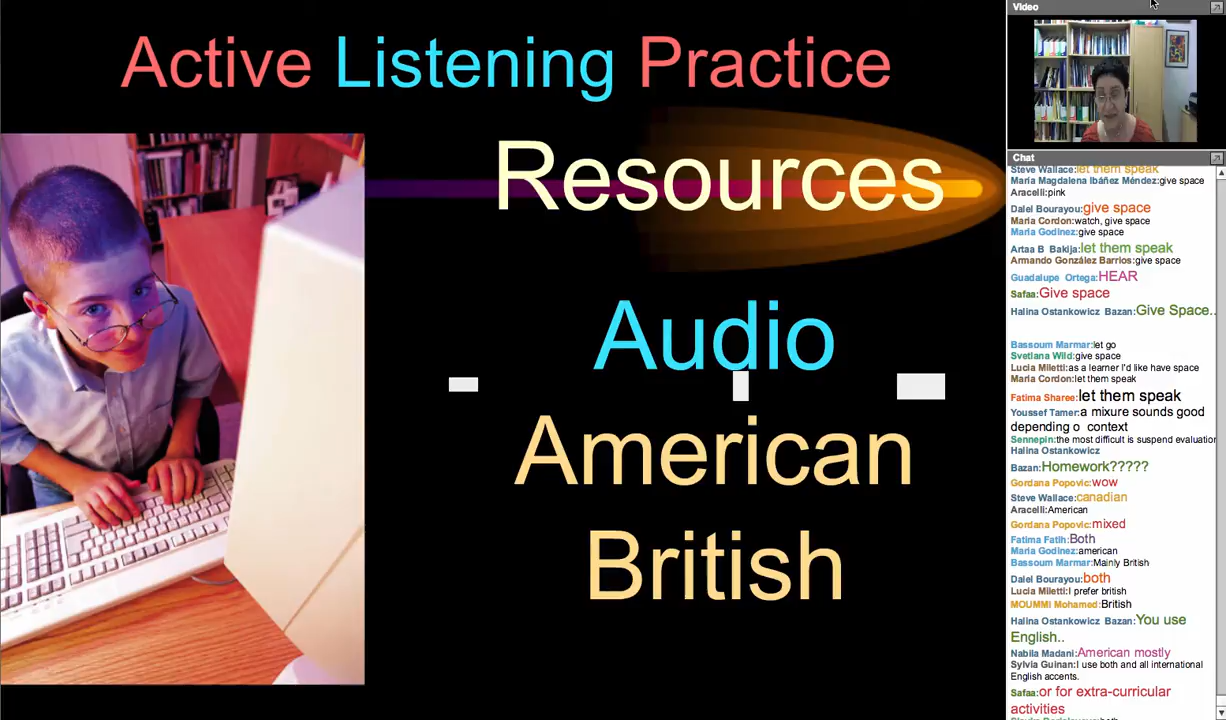 Active Listening Practice
Resources
Audio
American
British
Video
Chat
Steve Wallace:let them speak
María Magdalena Ibáñez Méndez:give space
Aracelli:pink
Dalel Bourayou:give space
María Cordon:watch, give space
María Godinez:give space
Artaa B Bakija:let them speak
Armando González Barrios:give space
Guadalupe Ortega:HEAR
Safaa:Give space
Halina Ostankowicz Bazan:Give Space..
Bassoum Marmar:let go
Svetlana Wild:give space
Lucia Miletti:as a learner I'd like have space
María Cordon:let them speak
Fatima Sharee:let them speak
Youssef Tamer:a mixure sounds good
depending o context
Sennepin:the most difficult is suspend evaluation
Halina Ostankowicz
Bazan:Homework?????
Gordana Popovic:wow
Steve Wallace:canadian
Aracelli:American
Gordana Popovic:mixed
Fatima Fatih:Both
María Godinez:american
Bassoum Marmar:Mainly British
Dalel Bourayou:both
Lucia Miletti:I prefer british
MOUMMI Mohamed:British
Halina Ostankowicz Bazan:You use
English..
Nabila Madani:American mostly
Sylvia Guinan:I use both and all international
English accents.
Safaa:or for extra-curricular
activities